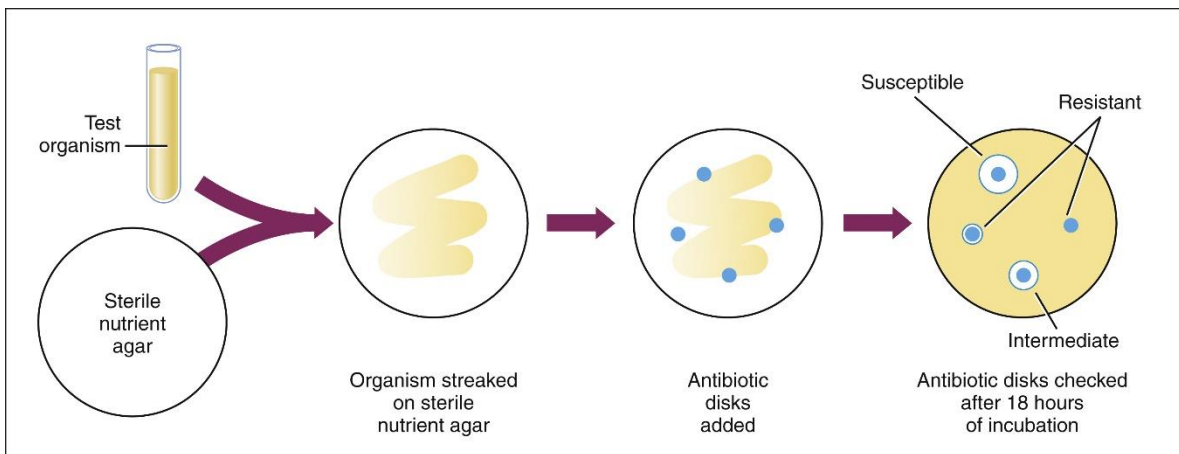 Test
organism
Sterile
nutrient
agar
Organism streaked
on sterile
nutrient agar
Antibiotic
disks
added
Susceptible
Resistant
Intermediate
Antibiotic disks checked
after 18 hours
of incubation